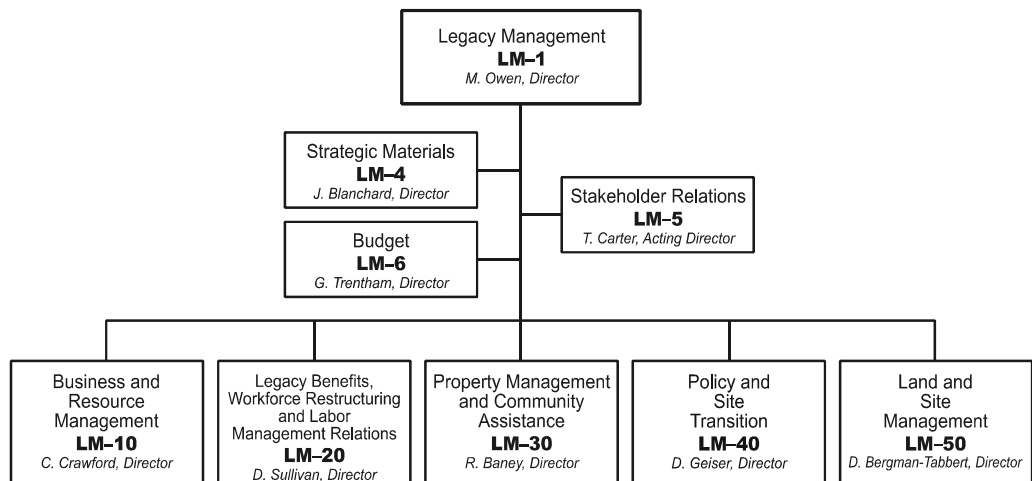 Legacy Management
LM–1
M. Owen, Director
Strategic Materials
LM–4
J. Blanchard, Director
Stakeholder Relations
LM–5
T. Carter, Acting Director
Budget
LM–6
G. Trentham, Director
Business and
Resource
Management
LM–10
C. Crawford, Director
Legacy Benefits,
Workforce Restructuring
and Labor
Management Relations
LM–20
D. Sullivan, Director
Property Management
and Community
Assistance
LM–30
R. Baney, Director
Policy and
Site
Transition
LM–40
D. Geiser, Director
Land and
Site
Management
LM–50
D. Bergman-Tabbert, Director